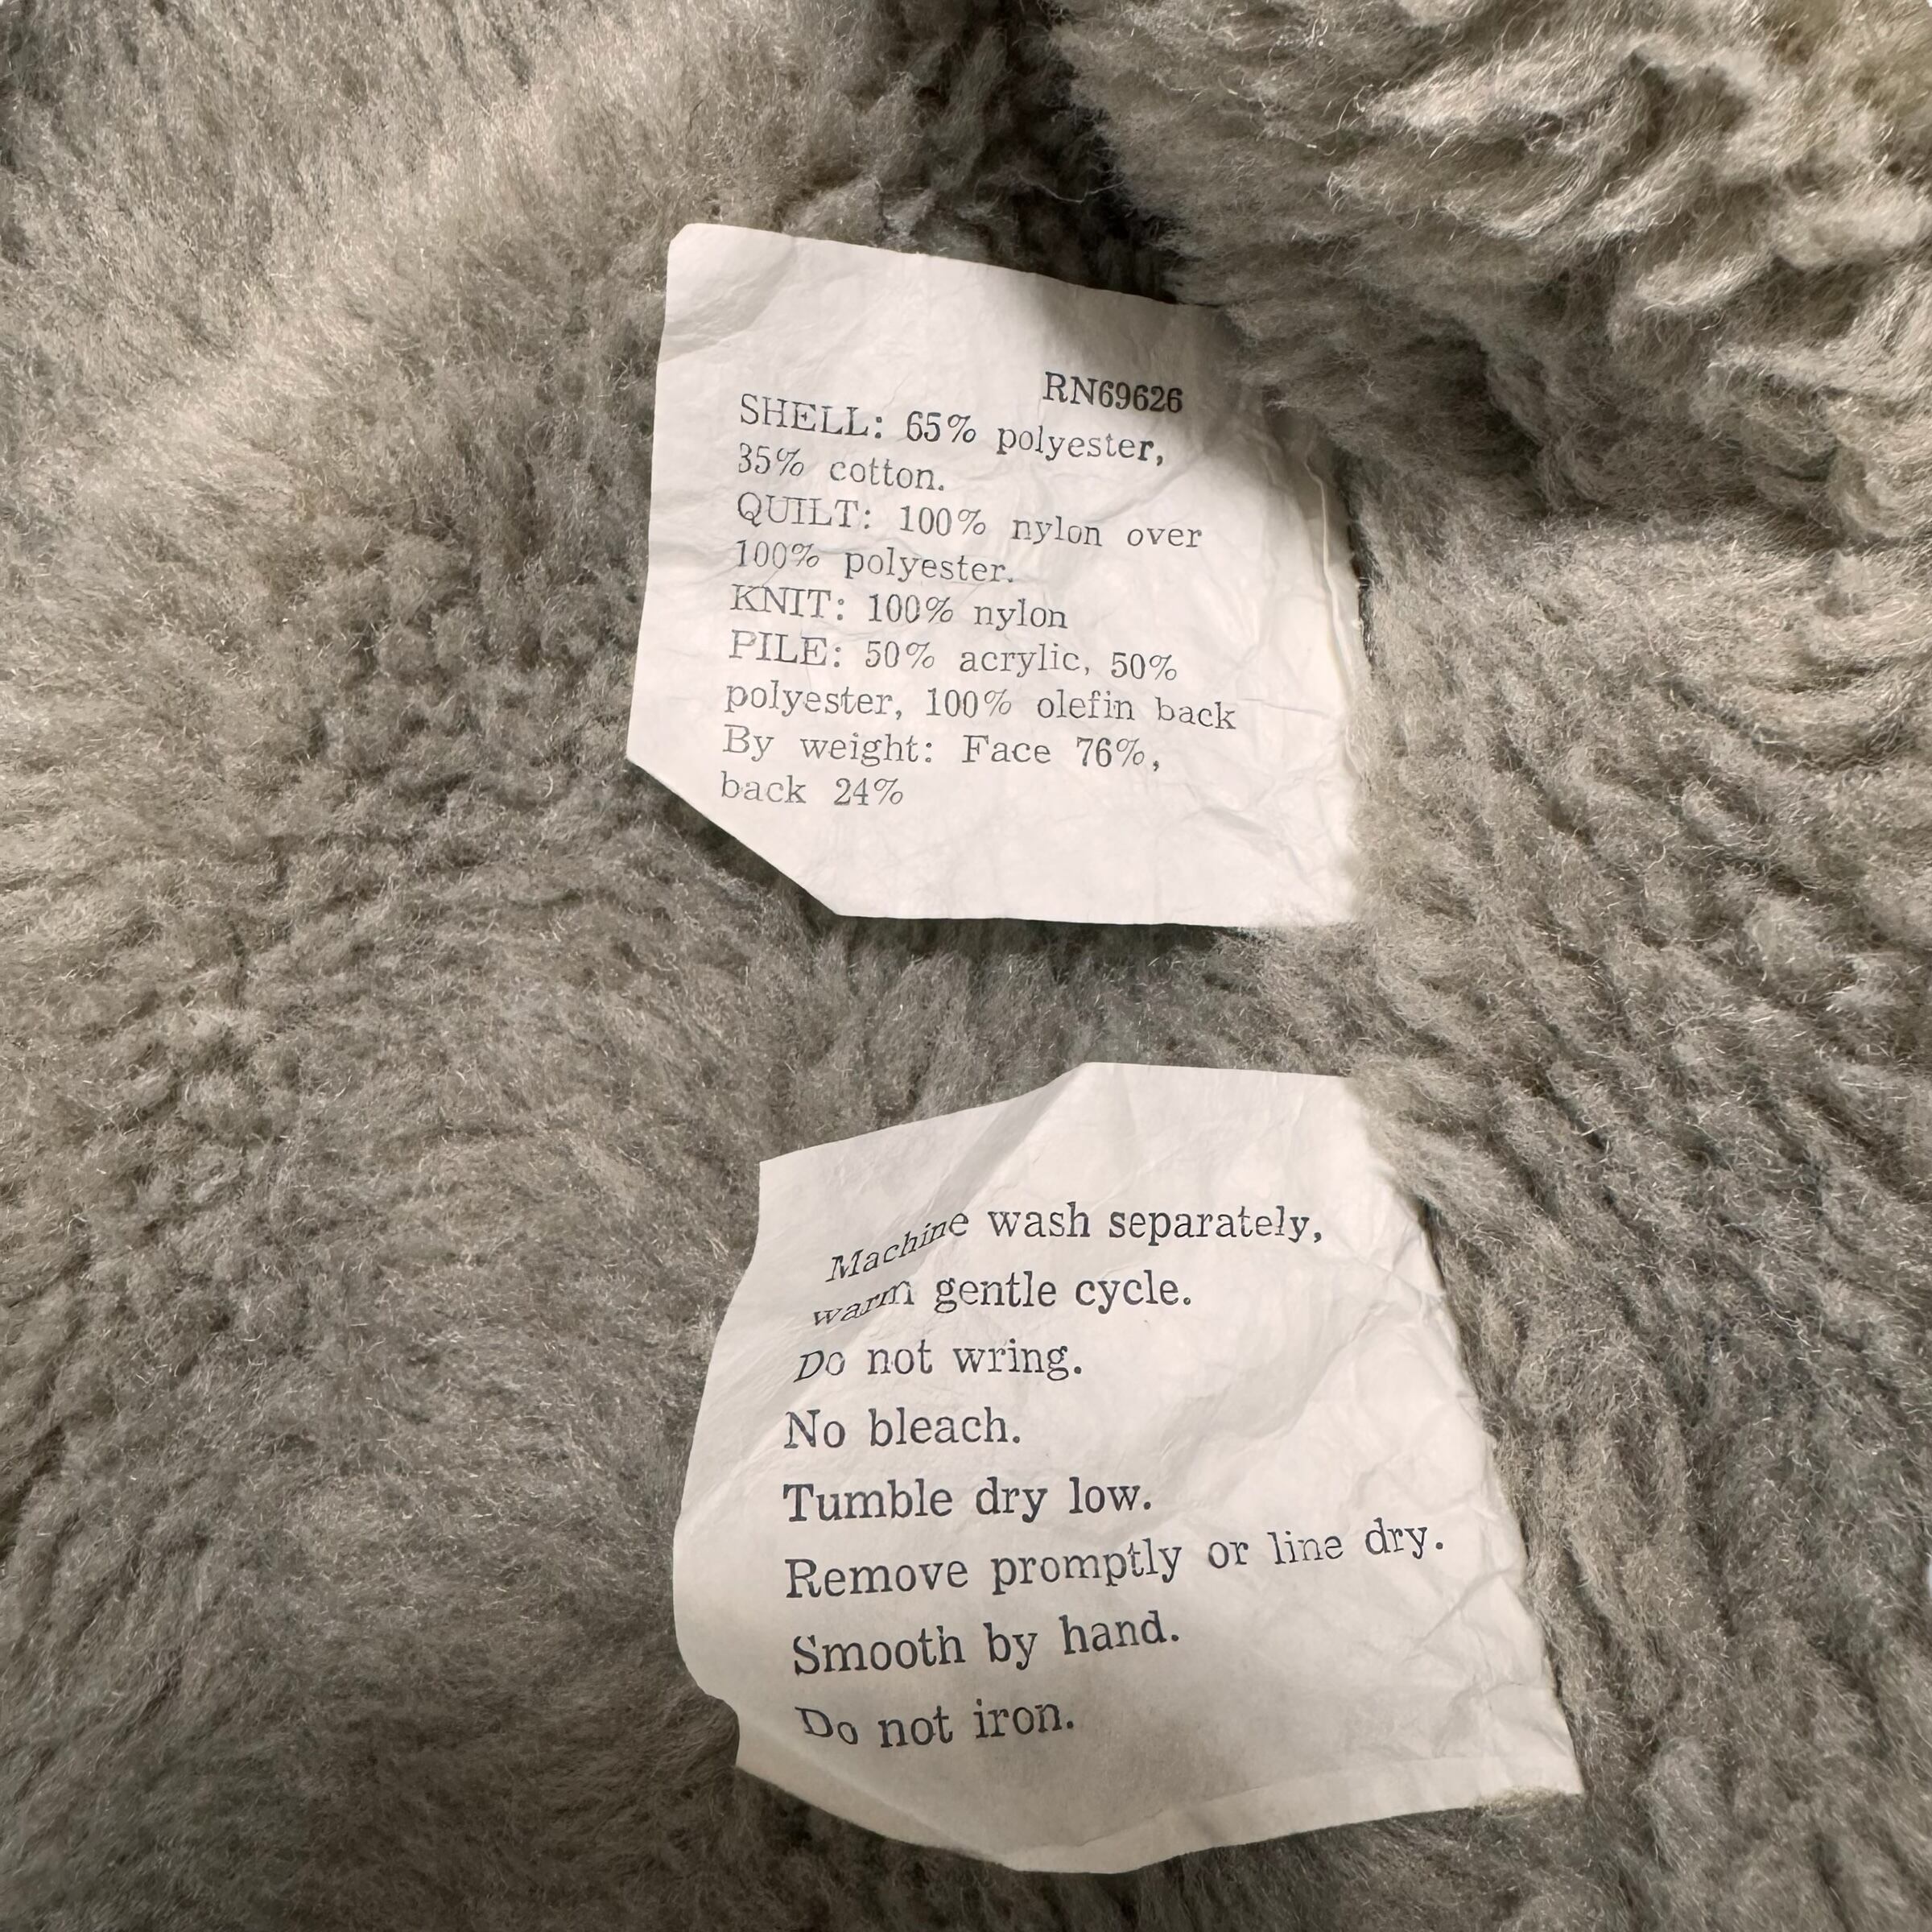 RN69626
SHELL: 65% polyester,
35% cotton.
QUILT: 100% nylon over
100% polyester.
KNIT: 100% nylon
PILE: 50% acrylic, 50%
polyester, 100% olefin back
By weight: Face 76%,
back 24%
Machine wash separately,
warm gentle cycle.
Do not wring.
No bleach.
Tumble dry low.
Remove promptly or line dry.
Smooth by hand.
Do not iron.